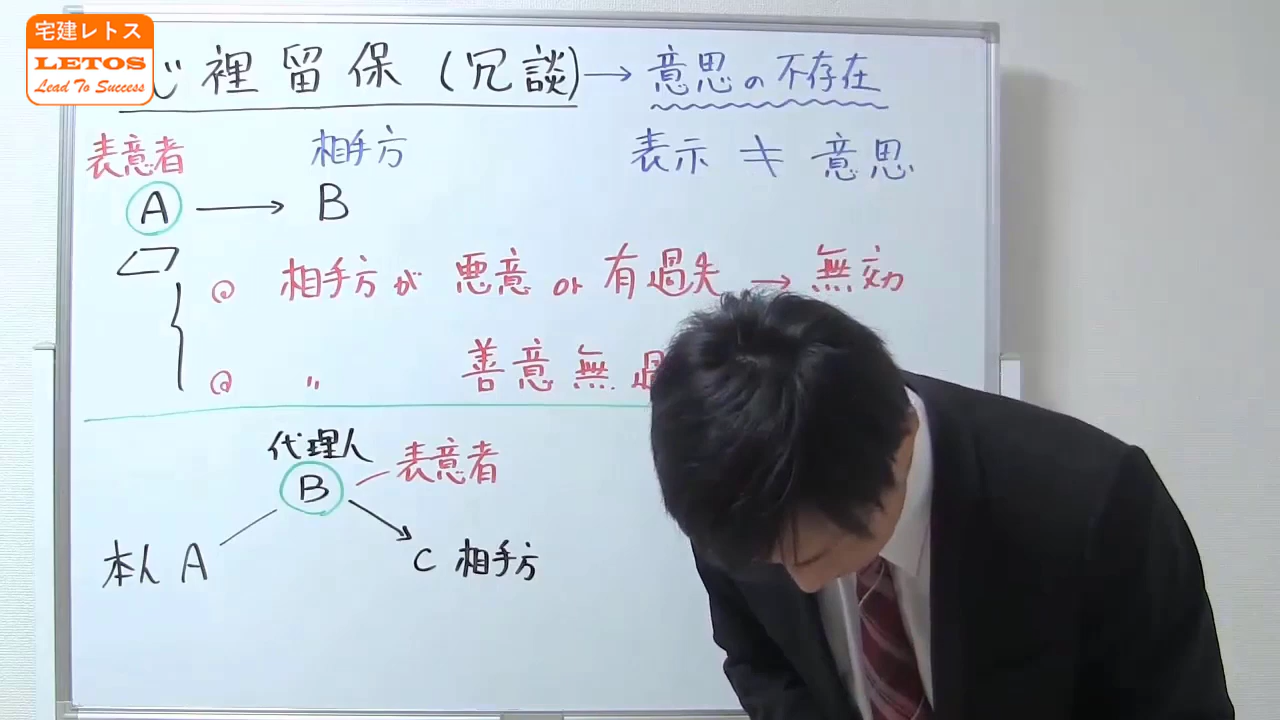 宅建レトス
LETOS
Lead To Success
心裡留保(冗談)→意思の不存在
表意者 相手方 表示 ≠ 意思
A → B
◎ 相手方が 悪意 or 有過失 → 無効
◎ 〃 善意無過
代理人
B 表意者
本人 A C 相手方